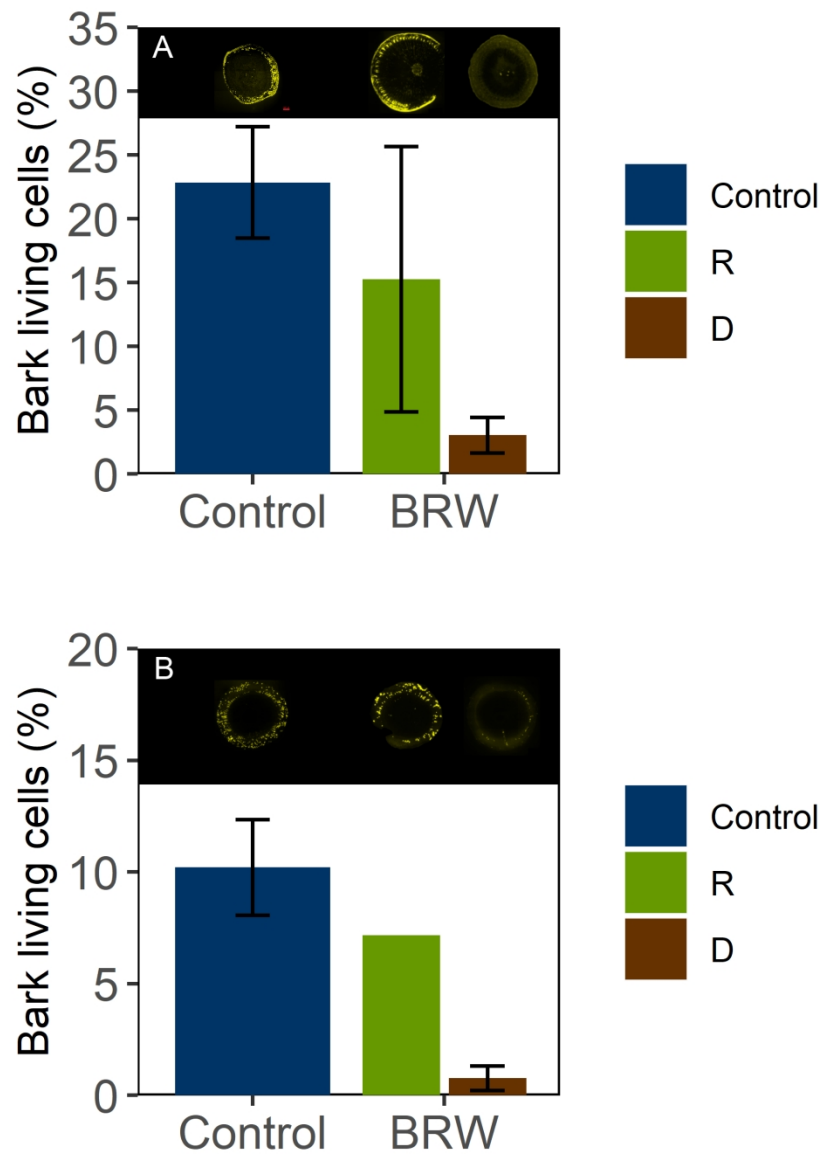 A
Bark living cells (%)
35
30
25
20
15
10
5
0
Control BRW
Control
R
D
B
Bark living cells (%)
20
15
10
5
0
Control BRW
Control
R
D